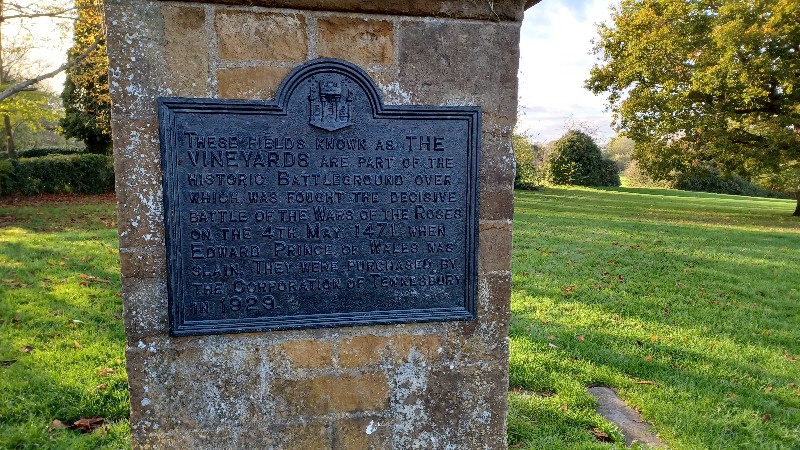 THESE FIELDS KNOWN AS THE
VINEYARDS ARE PART OF THE
HISTORIC BATTLEGROUND OVER
WHICH WAS FOUGHT THE DECISIVE
BATTLE OF THE WARS OF THE ROSES
ON THE 4TH MAY 1471 WHEN
EDWARD PRINCE OF WALES WAS
SLAIN. THEY WERE PURCHASED BY
THE CORPORATION OF TEWKESBURY
IN 1929.